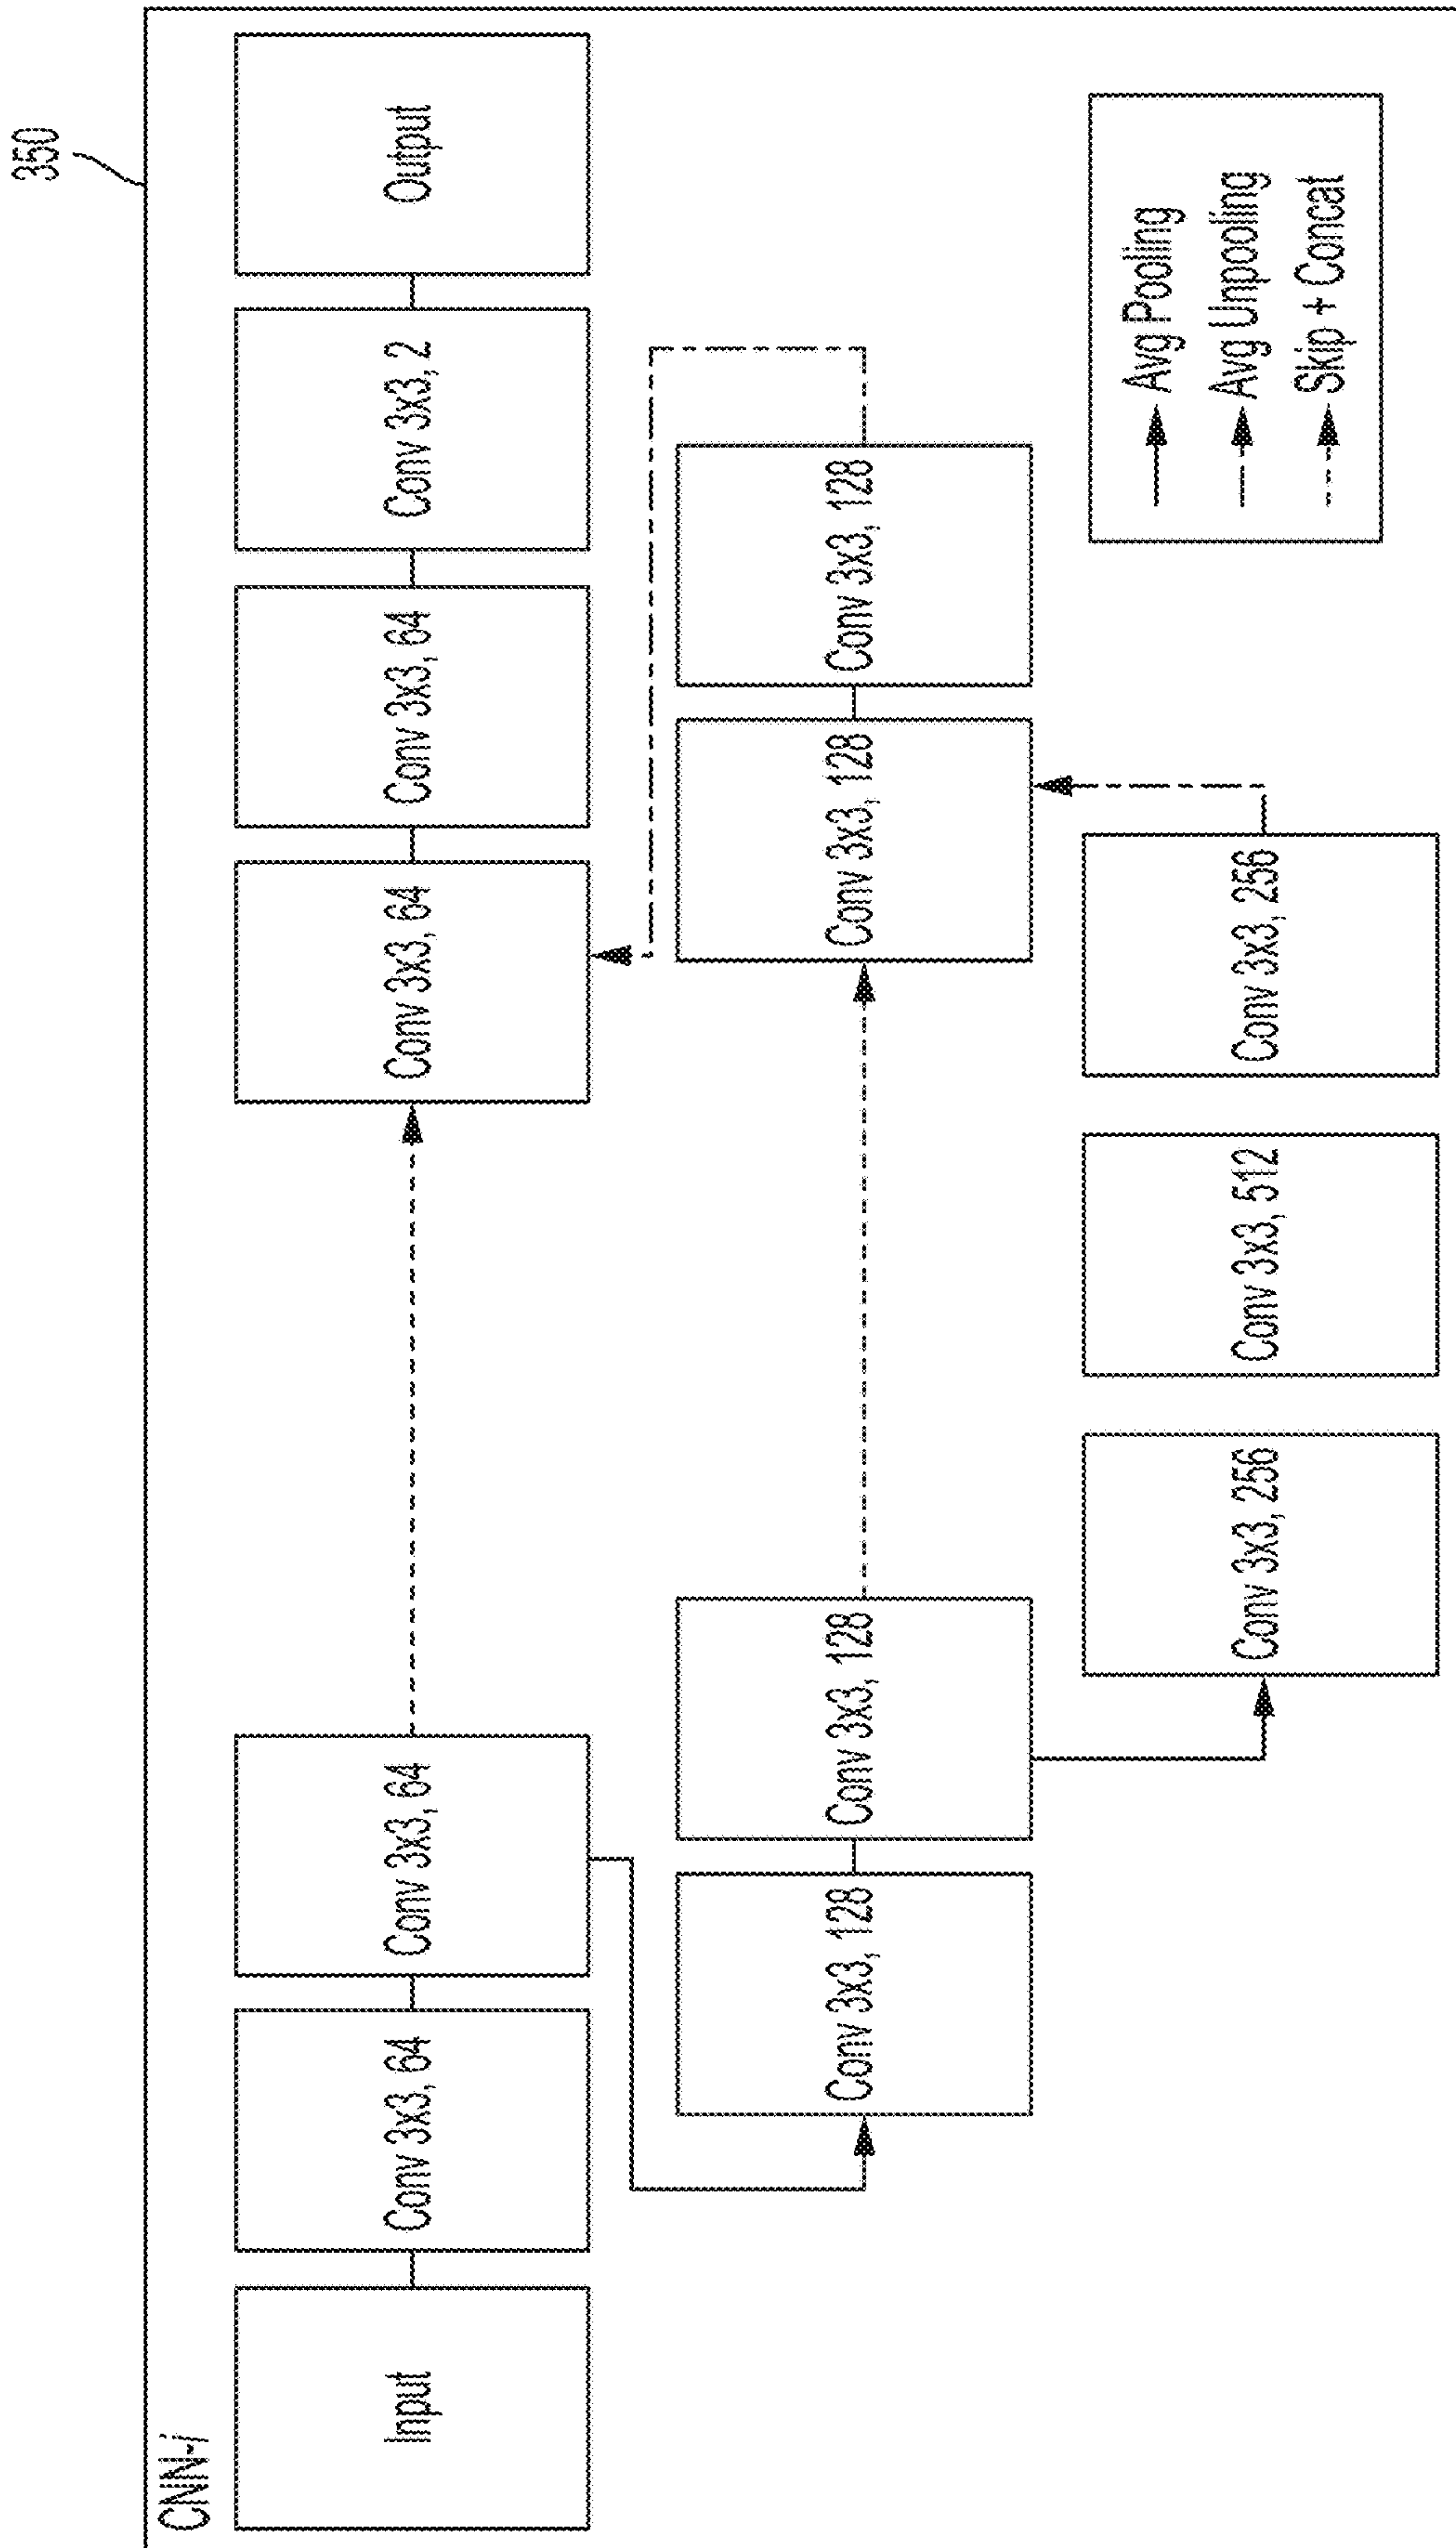 350
CNN-i
Input
Conv 3x3, 64
Conv 3x3, 64
Conv 3x3, 64
Conv 3x3, 64
Conv 3x3, 2
Output
Conv 3x3, 128
Conv 3x3, 128
Conv 3x3, 128
Conv 3x3, 128
Conv 3x3, 256
Conv 3x3, 512
Conv 3x3, 256
Avg Pooling
Avg Unpooling
Skip + Concat